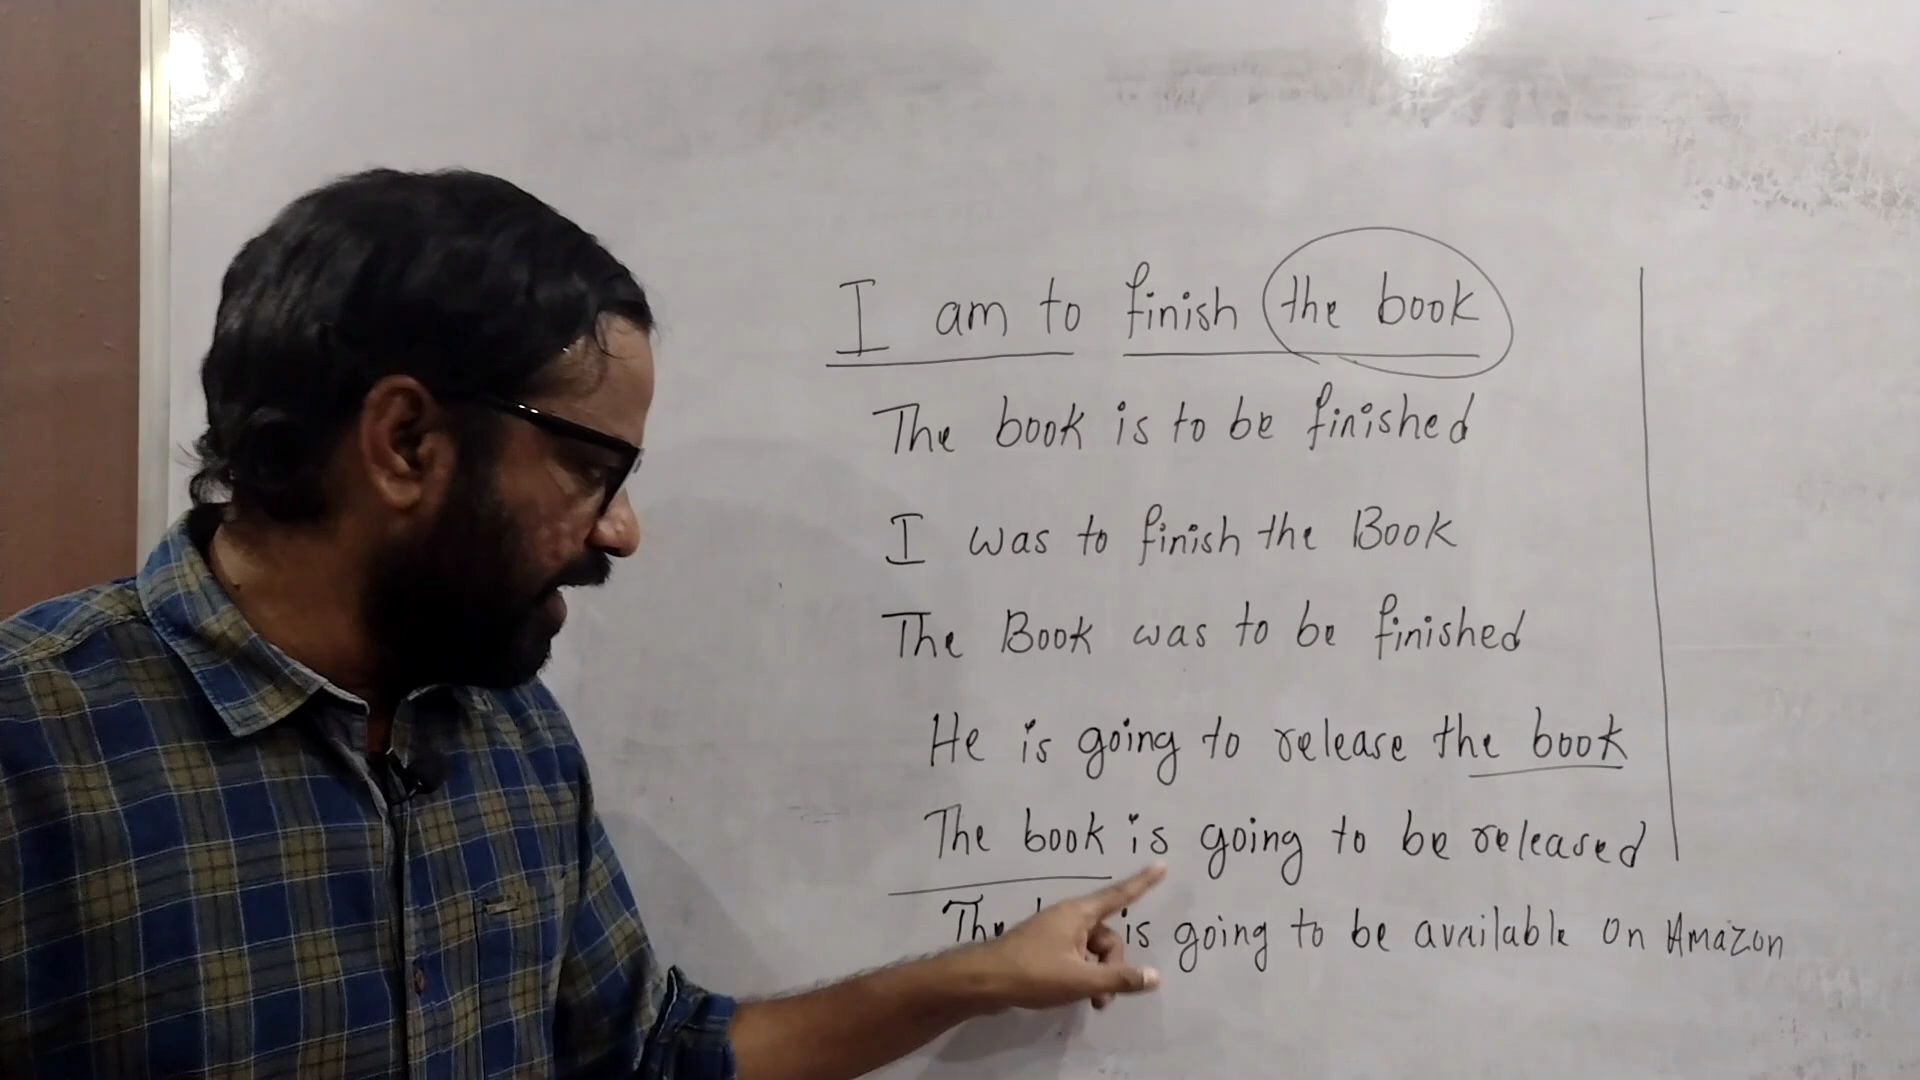 I am to finish the book
The book is to be finished
I was to finish the Book
The Book was to be finished
He is going to release the book
The book is going to be released
The is going to be available on Amazon